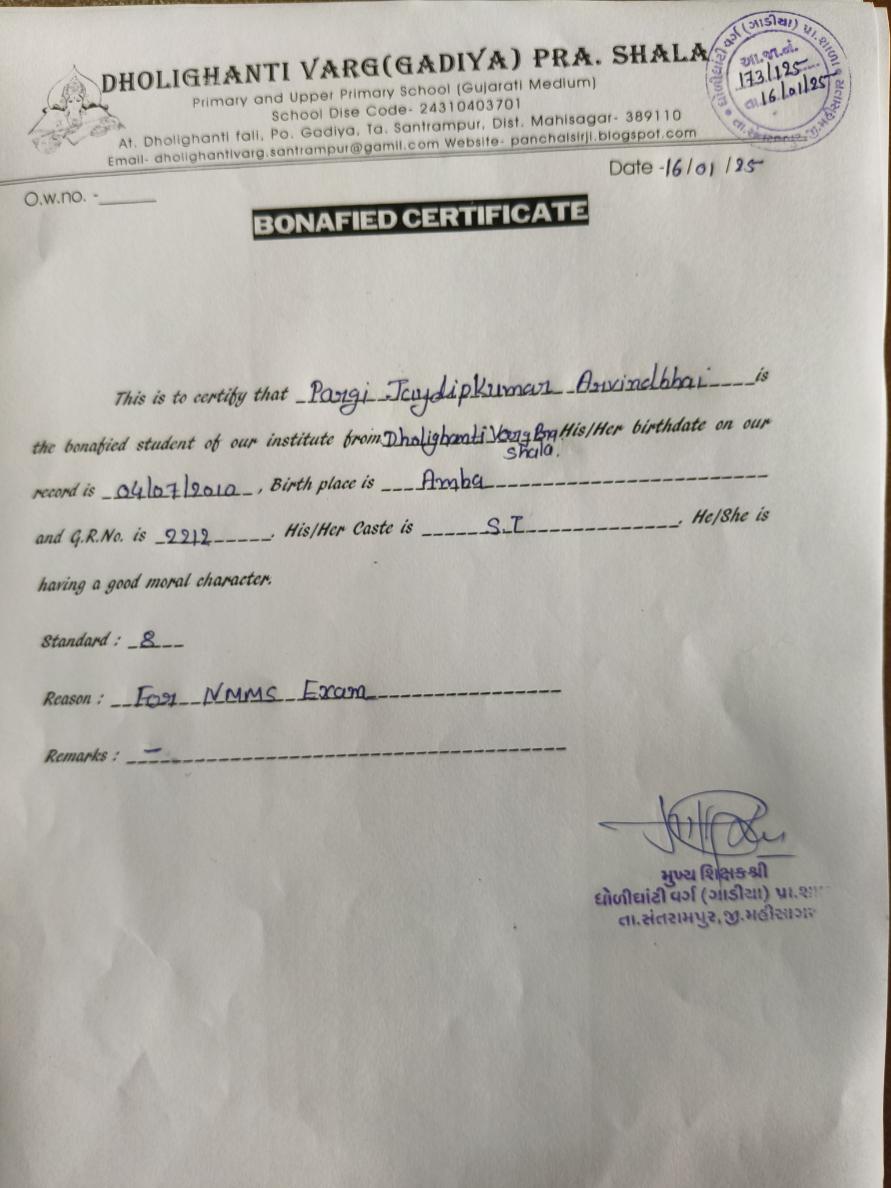 DHOLIGHANTI VARG(GADIYA) PRA. SHALA
Primary and Upper Primary School (Gujarati Medium)
School Dise Code- 24310403701
At. Dholighanti fali, Po. Gadiya, Ta. Santrampur, Dist. Mahisagar- 389110
Email- dholighantivarg.santrampur@gamil.com Website- panchalsirji.blogspot.com
ધોળીઘાંટી વર્ગ (ગાડીયા) પ્રા.શાળા
આ.જા.નં.
173/125
તા.16/01/25
Date -16/01/25
O.w.no. -______
BONAFIED CERTIFICATE
This is to certify that Pargi Jaydipkumar Arvindbhai is
the bonafied student of our institute from Dholighanti Varg Pra Shala. His/Her birthdate on our
record is 04/07/2010, Birth place is Amba
and G.R.No. is 2212. His/Her Caste is S.T. He/She is
having a good moral character.
Standard : 8
Reason : For NMMS Exam
Remarks : –
મુખ્ય શિક્ષકશ્રી
ધોળીઘાંટી વર્ગ (ગાડીયા) પ્રા.શા
તા.સંતરામપુર,જી.મહીસાગર